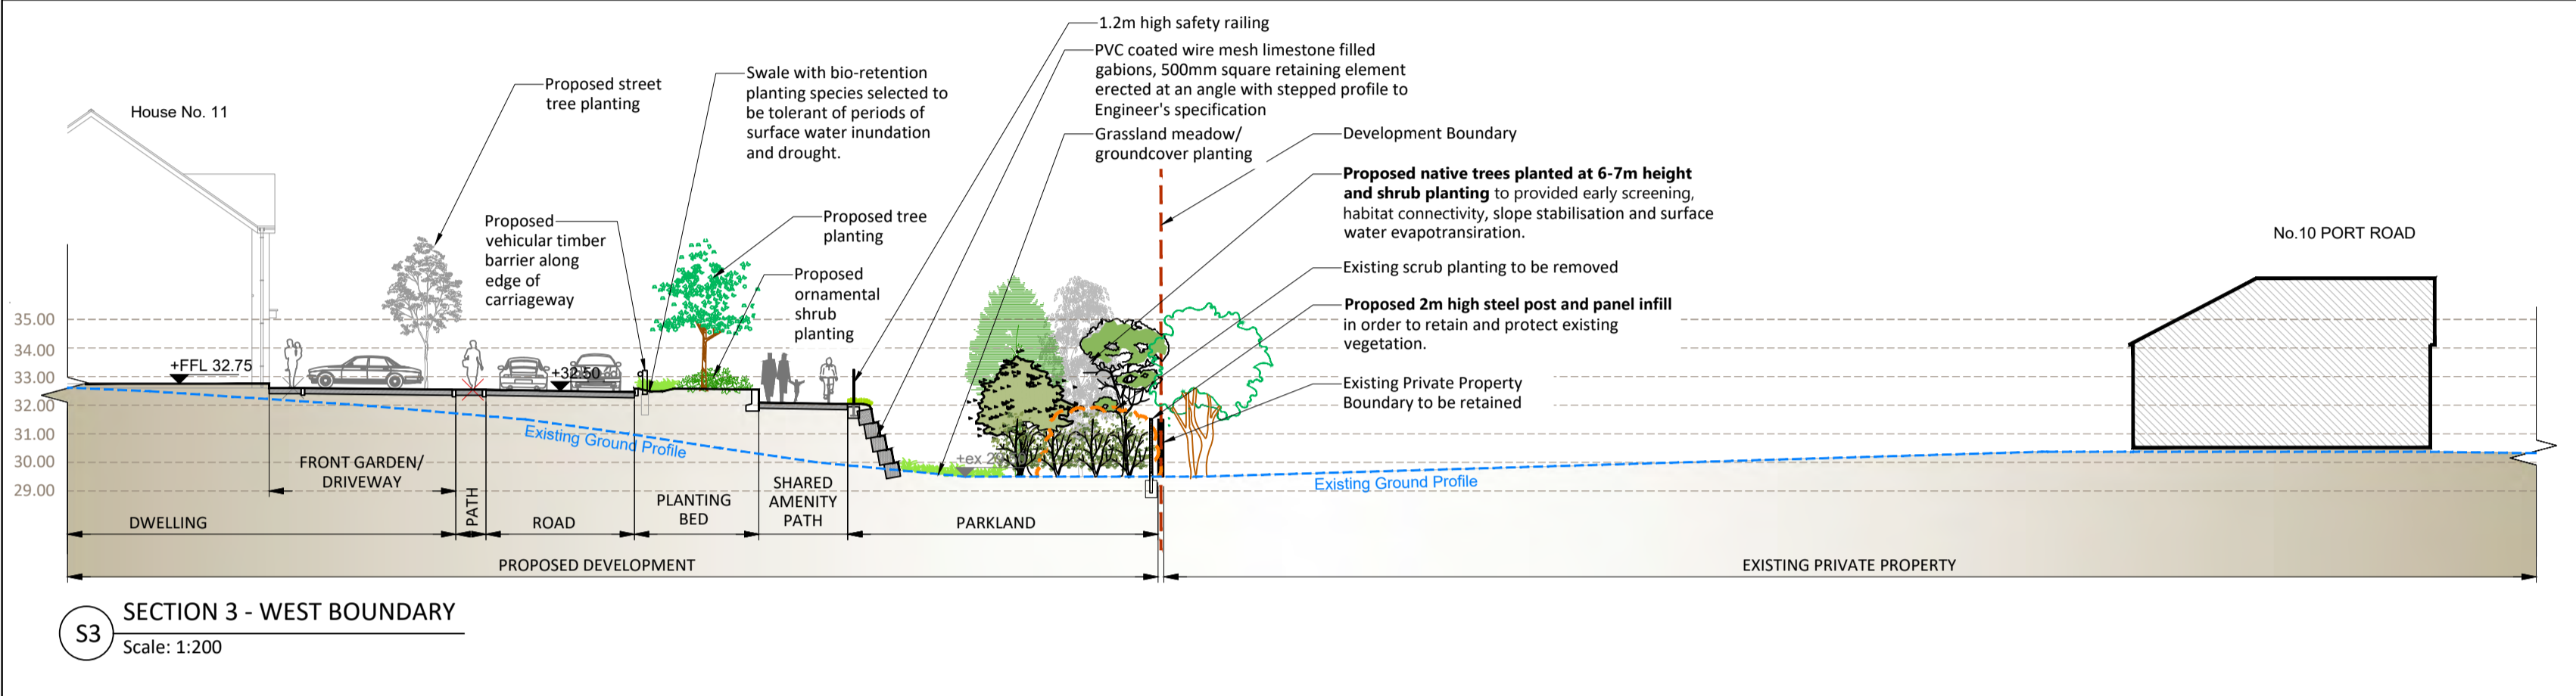 1.2m high safety railing
PVC coated wire mesh limestone filled
gabions, 500mm square retaining element
erected at an angle with stepped profile to
Engineer's specification
Grassland meadow/
groundcover planting
Swale with bio-retention
planting species selected to
be tolerant of periods of
surface water inundation
and drought.
Proposed street
tree planting
House No. 11
Development Boundary
Proposed native trees planted at 6-7m height
and shrub planting to provided early screening,
habitat connectivity, slope stabilisation and surface
water evapotransiration.
Proposed
vehicular timber
barrier along
edge of
carriageway
Proposed tree
planting
Proposed
ornamental
shrub
planting
No.10 PORT ROAD
Existing scrub planting to be removed
Proposed 2m high steel post and panel infill
in order to retain and protect existing
vegetation.
Existing Private Property
Boundary to be retained
35.00
34.00
33.00
32.00
31.00
30.00
29.00
+FFL 32.75
+32.50
+ex
Existing Ground Profile
Existing Ground Profile
FRONT GARDEN/
DRIVEWAY
DWELLING
PATH
ROAD
PLANTING
BED
SHARED
AMENITY
PATH
PARKLAND
PROPOSED DEVELOPMENT
EXISTING PRIVATE PROPERTY
S3
SECTION 3 - WEST BOUNDARY
Scale: 1:200